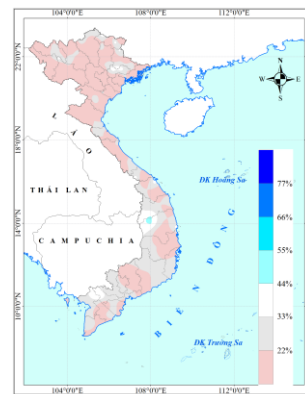 104°0'0"E 108°0'0"E 112°0'0"E
22°0'0"N
N
W E
S
18°0'0"N
LÀO
ĐK Hoàng Sa
THÁI LAN
77%
66%
14°0'0"N
CAMPUCHIA
55%
44%
BIỂN ĐÔNG
10°0'0"N
33%
22%
ĐK Trường Sa
104°0'0"E 108°0'0"E 112°0'0"E